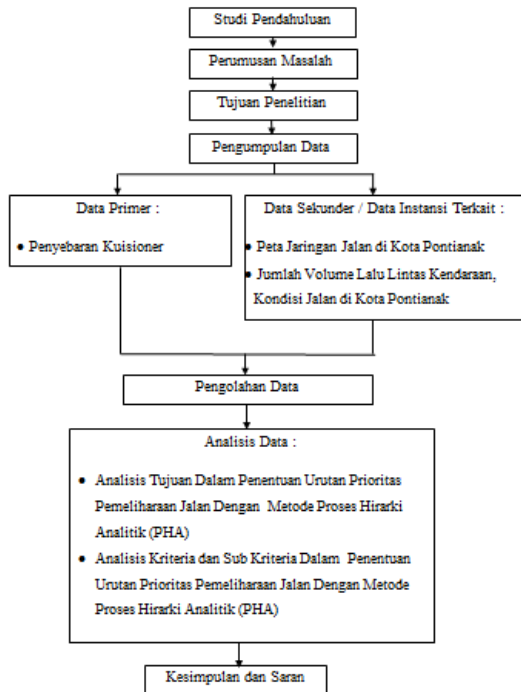 Studi Pendahuluan
Perumusan Masalah
Tujuan Penelitian
Pengumpulan Data
Data Primer :
• Penyebaran Kuisioner
Data Sekunder / Data Instansi Terkait :
• Peta Jaringan Jalan di Kota Pontianak
• Jumlah Volume Lalu Lintas Kendaraan,
Kondisi Jalan di Kota Pontianak
Pengolahan Data
Analisis Data :
• Analisis Tujuan Dalam Penentuan Urutan Prioritas
Pemeliharaan Jalan Dengan Metode Proses Hirarki
Analitik (PHA)
• Analisis Kriteria dan Sub Kriteria Dalam Penentuan
Urutan Prioritas Pemeliharaan Jalan Dengan Metode
Proses Hirarki Analitik (PHA)
Kesimpulan dan Saran